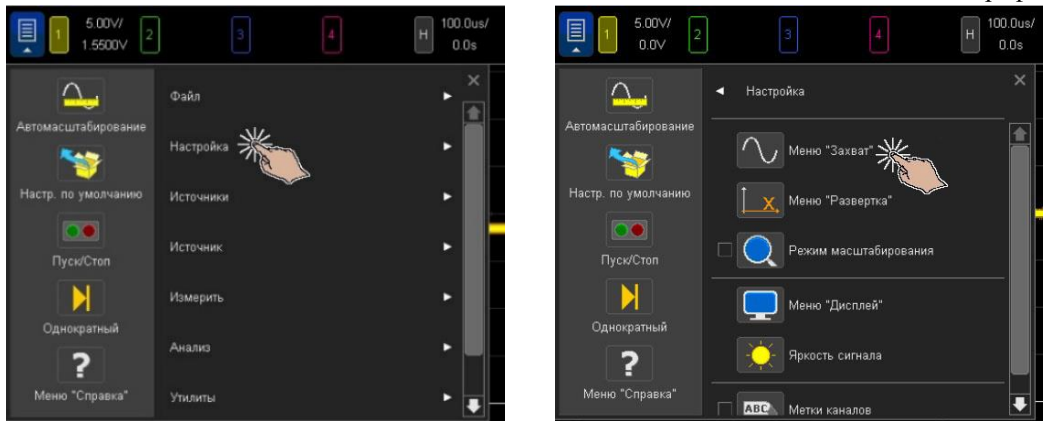 1
5.00V/
1.5500V
2
3
4
H
100.0us/
0.0s
Автомасштабирование
Настр. по умолчанию
Пуск/Стоп
Однократный
?
Меню "Справка"
Файл
Настройка
Источники
Источник
Измерить
Анализ
Утилиты
1
5.00V/
0.0V
2
3
4
H
100.0us/
0.0s
Автомасштабирование
Настр. по умолчанию
Пуск/Стоп
Однократный
?
Меню "Справка"
Настройка
Меню "Захват"
X
Меню "Развертка"
Режим масштабирования
Меню "Дисплей"
Яркость сигнала
ABC
Метки каналов